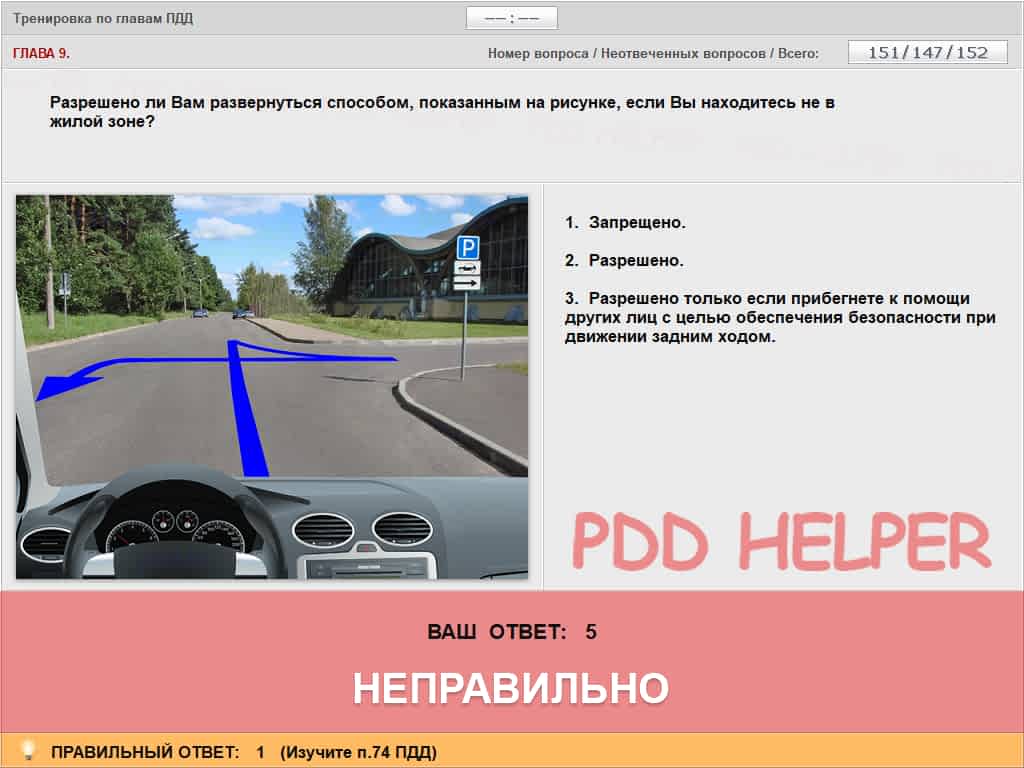 Тренировка по главам ПДД
—— : ——
ГЛАВА 9.
Номер вопроса / Неотвеченных вопросов / Всего:
151/147/152
Разрешено ли Вам развернуться способом, показанным на рисунке, если Вы находитесь не в
жилой зоне?
P
1. Запрещено.
2. Разрешено.
3. Разрешено только если прибегнете к помощи
других лиц с целью обеспечения безопасности при
движении задним ходом.
PDD HELPER
ВАШ ОТВЕТ: 5
НЕПРАВИЛЬНО
ПРАВИЛЬНЫЙ ОТВЕТ: 1 (Изучите п.74 ПДД)